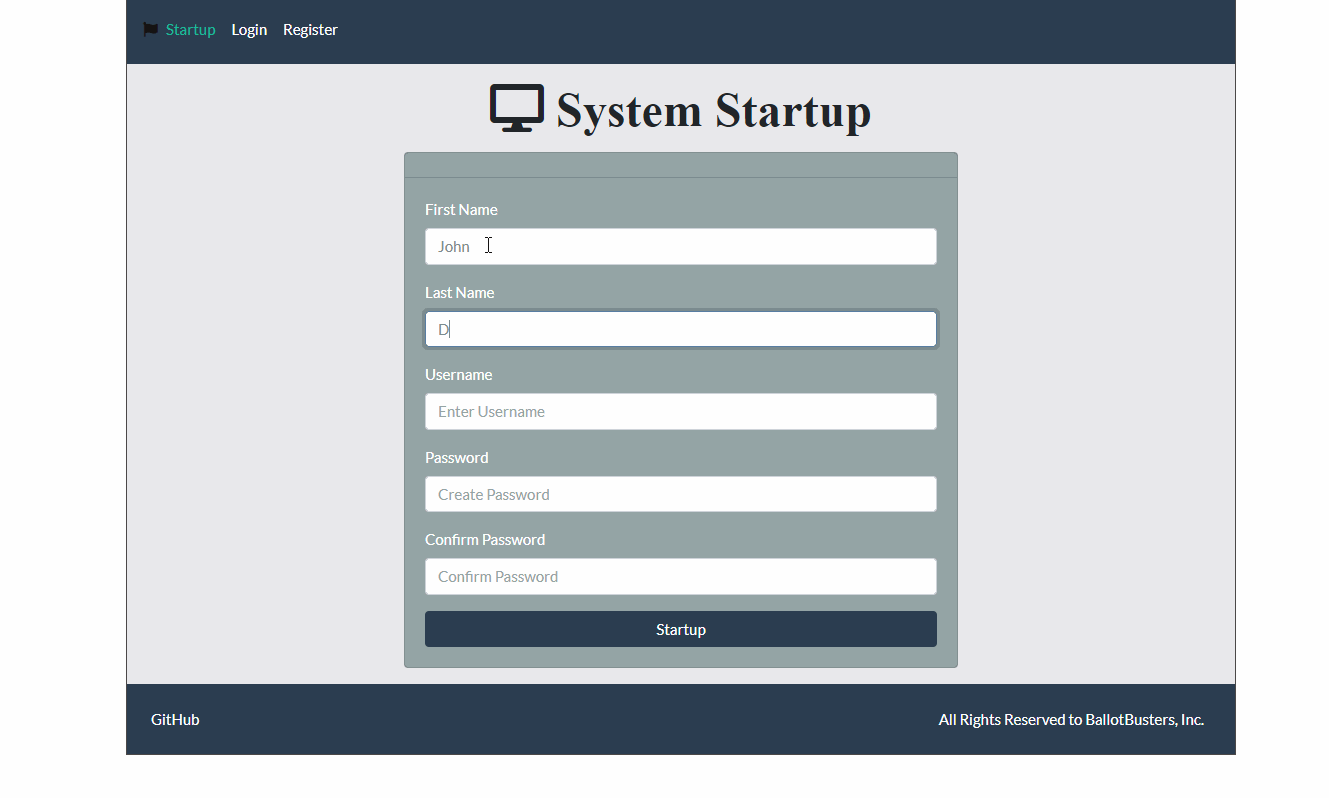 Startup Login Register
System Startup
First Name
John
Last Name
D
Username
Enter Username
Password
Create Password
Confirm Password
Confirm Password
Startup
GitHub
All Rights Reserved to BallotBusters, Inc.